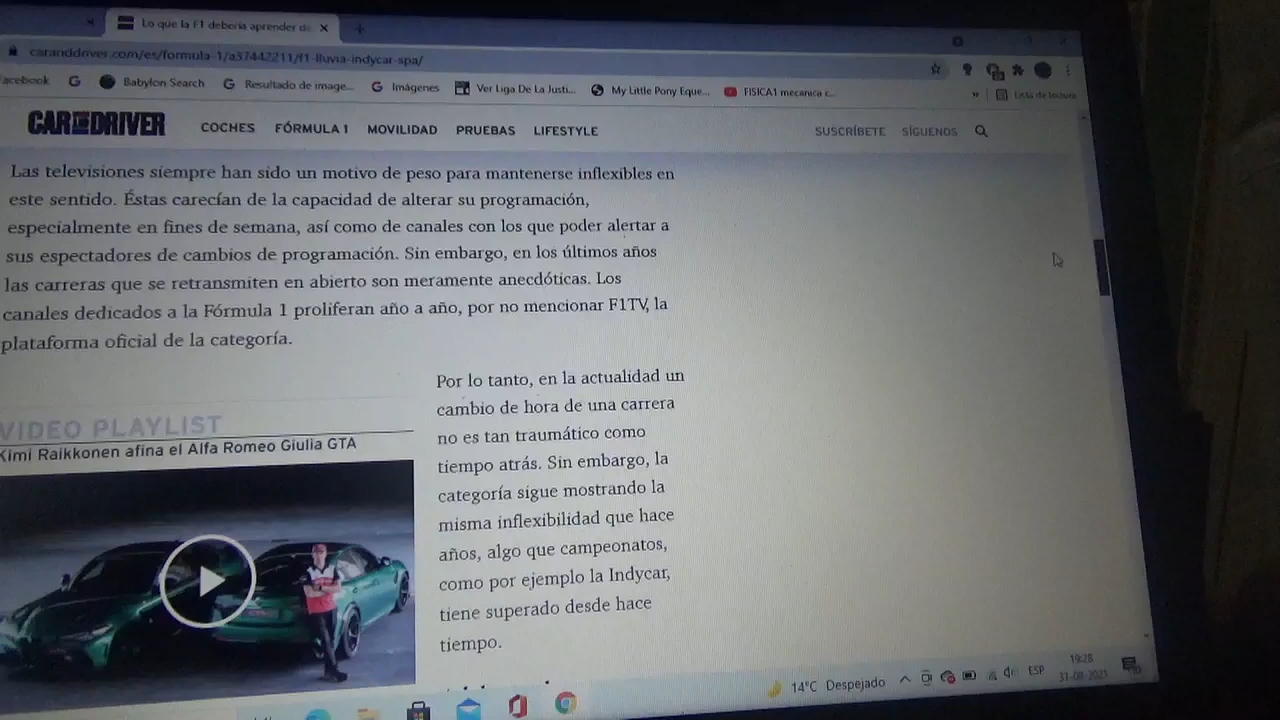 Lo que la F1 debería aprender de
caranddriver.com/es/formula-1/a37442211/f1-lluvia-indycar-spa/
acebook
Babylon Search
Resultado de image...
Imágenes
Ver Liga De La Justi...
My Little Pony Eque...
FISICA1 mecanica c...
Lista de lectura
CAR AND DRIVER
COCHES FÓRMULA 1 MOVILIDAD PRUEBAS LIFESTYLE
SUSCRÍBETE SÍGUENOS
Las televisiones siempre han sido un motivo de peso para mantenerse inflexibles en
este sentido. Éstas carecían de la capacidad de alterar su programación,
especialmente en fines de semana, así como de canales con los que poder alertar a
sus espectadores de cambios de programación. Sin embargo, en los últimos años
las carreras que se retransmiten en abierto son meramente anecdóticas. Los
canales dedicados a la Fórmula 1 proliferan año a año, por no mencionar F1TV, la
plataforma oficial de la categoría.
VIDEO PLAYLIST
Kimi Raikkonen afina el Alfa Romeo Giulia GTA
Por lo tanto, en la actualidad un
cambio de hora de una carrera
no es tan traumático como
tiempo atrás. Sin embargo, la
categoría sigue mostrando la
misma inflexibilidad que hace
años, algo que campeonatos,
como por ejemplo la Indycar,
tiene superado desde hace
tiempo.
14°C Despejado
ESP
19:28
31-08-2021